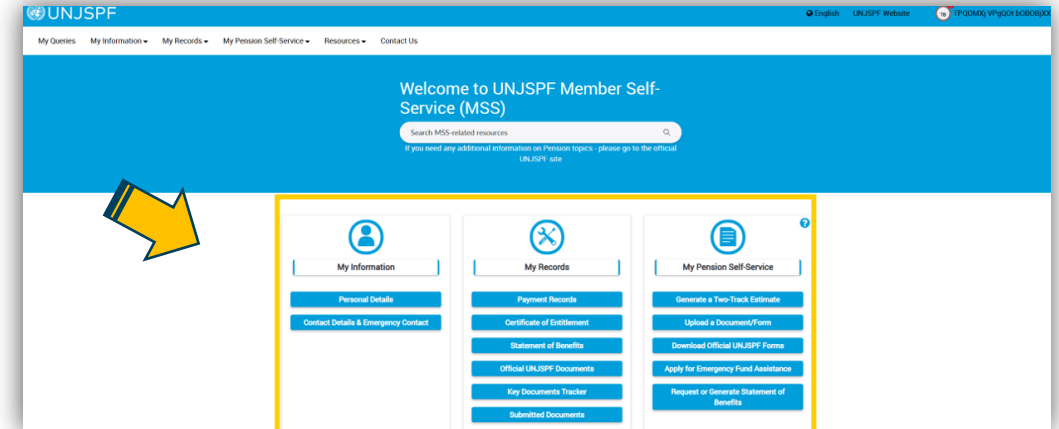 UNJSPF
English UNJSPF Website TB TPQOMXj VPgQOt bOBOBjXX
My Queries My Information My Records My Pension Self-Service Resources Contact Us
Welcome to UNJSPF Member Self-
Service (MSS)
Search MSS-related resources
If you need any additional information on Pension topics - please go to the official
UNJSPF site
?
My Information
Personal Details
Contact Details & Emergency Contact
My Records
Payment Records
Certificate of Entitlement
Statement of Benefits
Official UNJSPF Documents
Key Documents Tracker
Submitted Documents
My Pension Self-Service
Generate a Two-Track Estimate
Upload a Document/Form
Download Official UNJSPF Forms
Apply for Emergency Fund Assistance
Request or Generate Statement of
Benefits